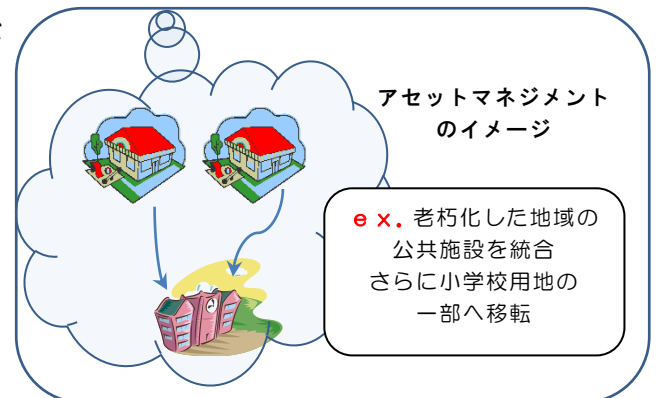 アセットマネジメント
のイメージ
ex.老朽化した地域の
公共施設を統合
さらに小学校用地の
一部へ移転